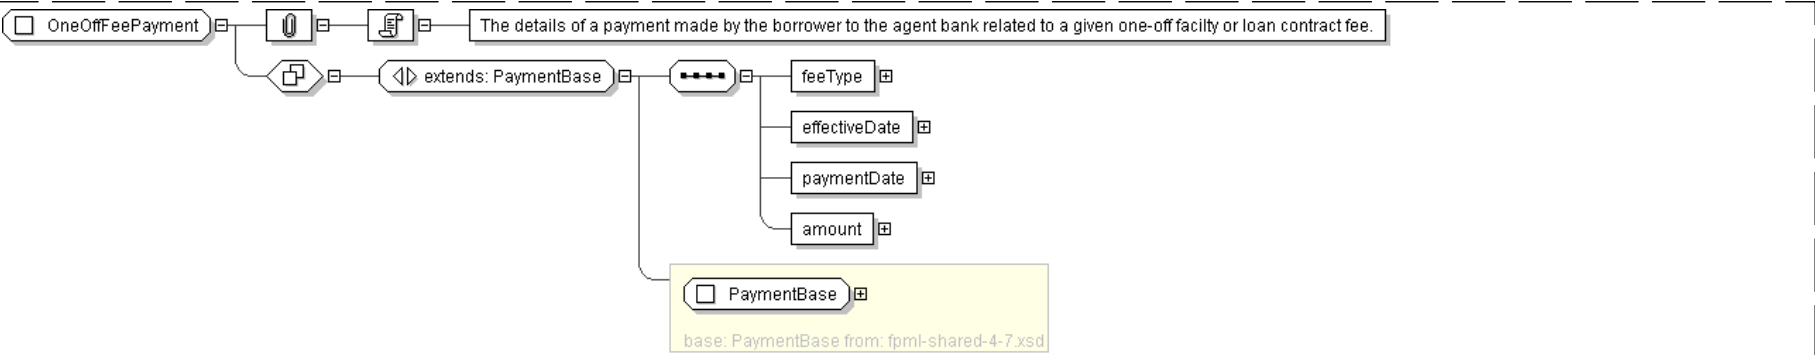 OneOffFeePayment
The details of a payment made by the borrower to the agent bank related to a given one-off facilty or loan contract fee.
extends: PaymentBase
feeType
effectiveDate
paymentDate
amount
PaymentBase
base: PaymentBase from: fpml-shared-4-7.xsd